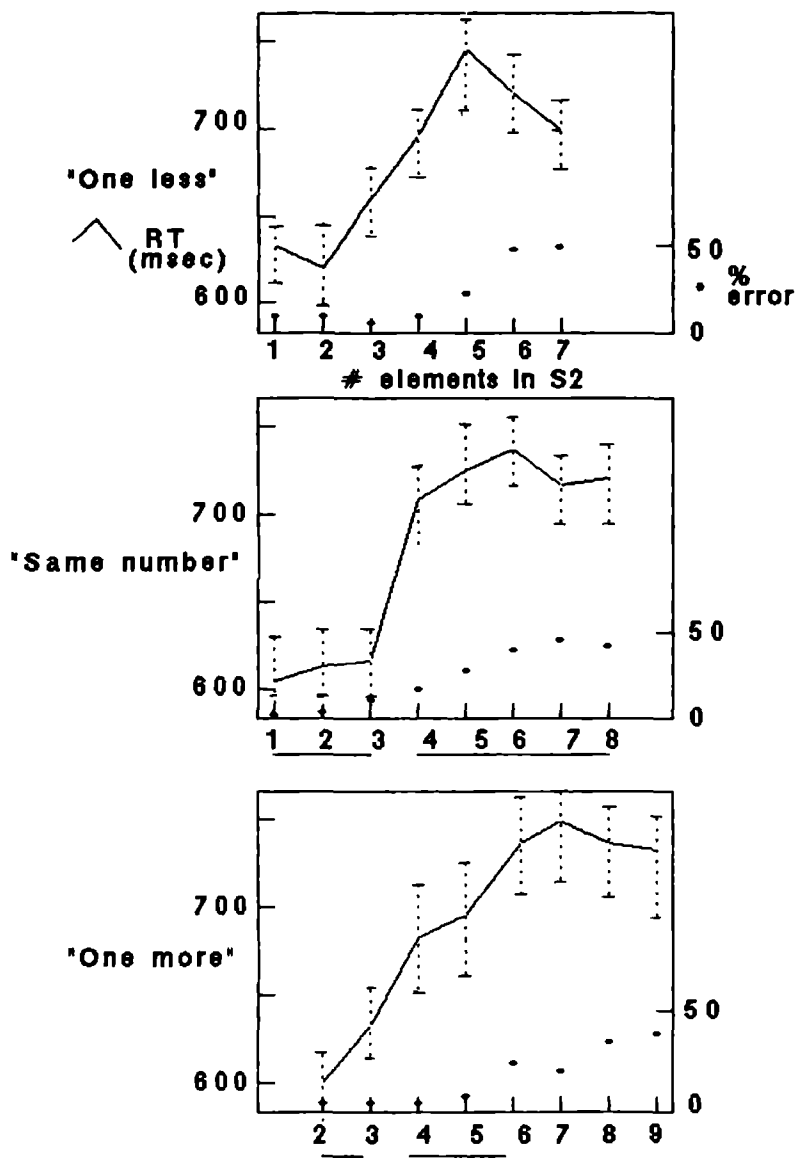 700
"One less"
RT
(msec)
600
50
%
error
0
1 2 3 4 5 6 7
# elements in S2
700
"Same number"
600
50
0
1 2 3 4 5 6 7 8
700
"One more"
600
50
0
2 3 4 5 6 7 8 9